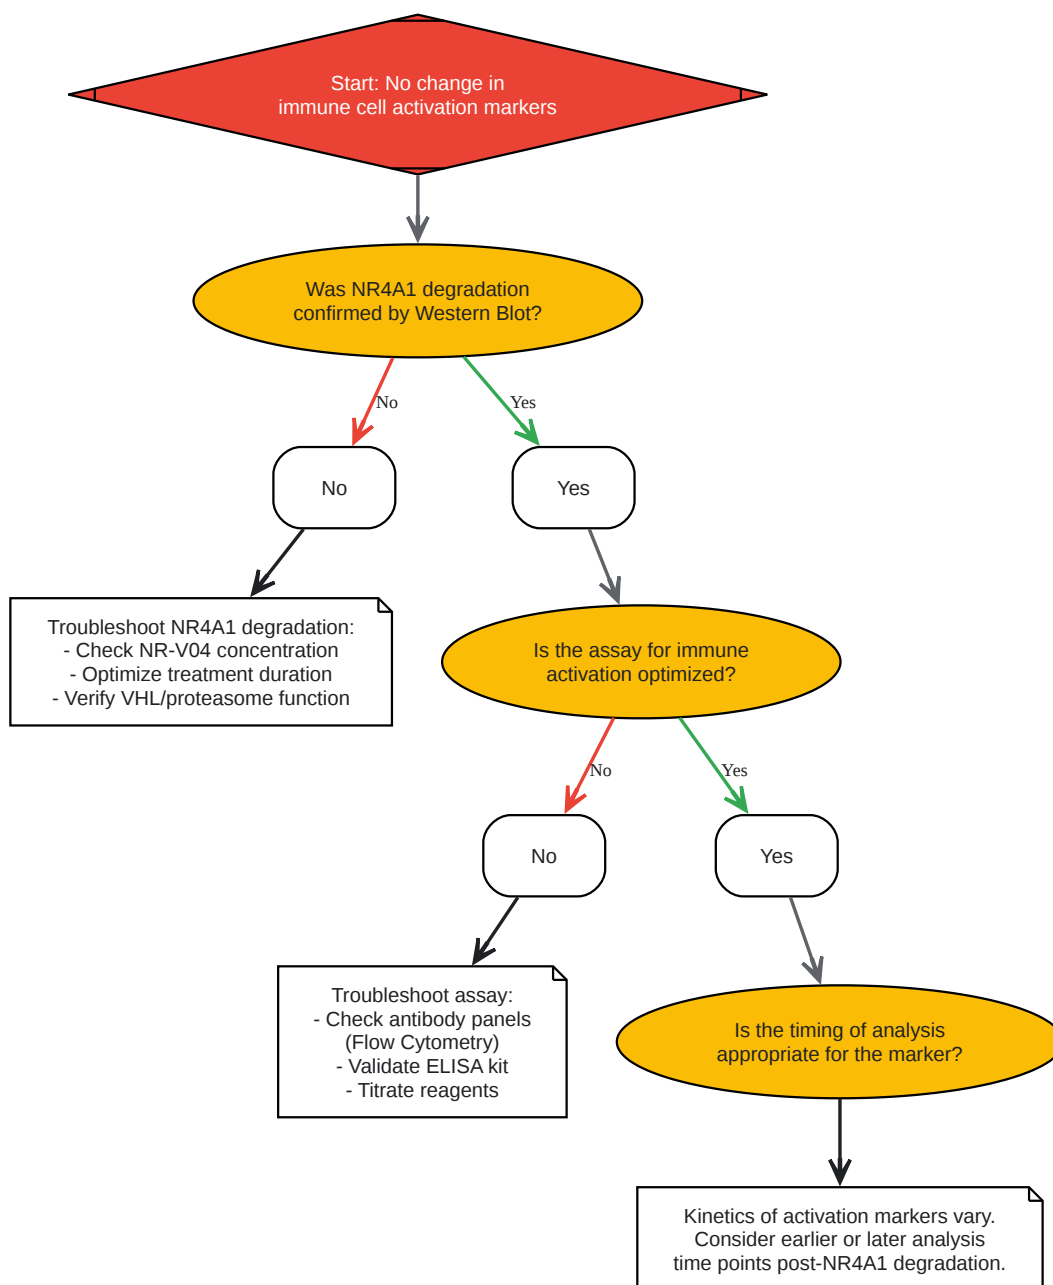 Start: No change in
immune cell activation markers
Was NR4A1 degradation
confirmed by Western Blot?
No
Yes
No
Yes
Troubleshoot NR4A1 degradation:
- Check NR-V04 concentration
- Optimize treatment duration
- Verify VHL/proteasome function
Is the assay for immune
activation optimized?
No
Yes
No
Yes
Troubleshoot assay:
- Check antibody panels
(Flow Cytometry)
- Validate ELISA kit
- Titrate reagents
Is the timing of analysis
appropriate for the marker?
Kinetics of activation markers vary.
Consider earlier or later analysis
time points post-NR4A1 degradation.